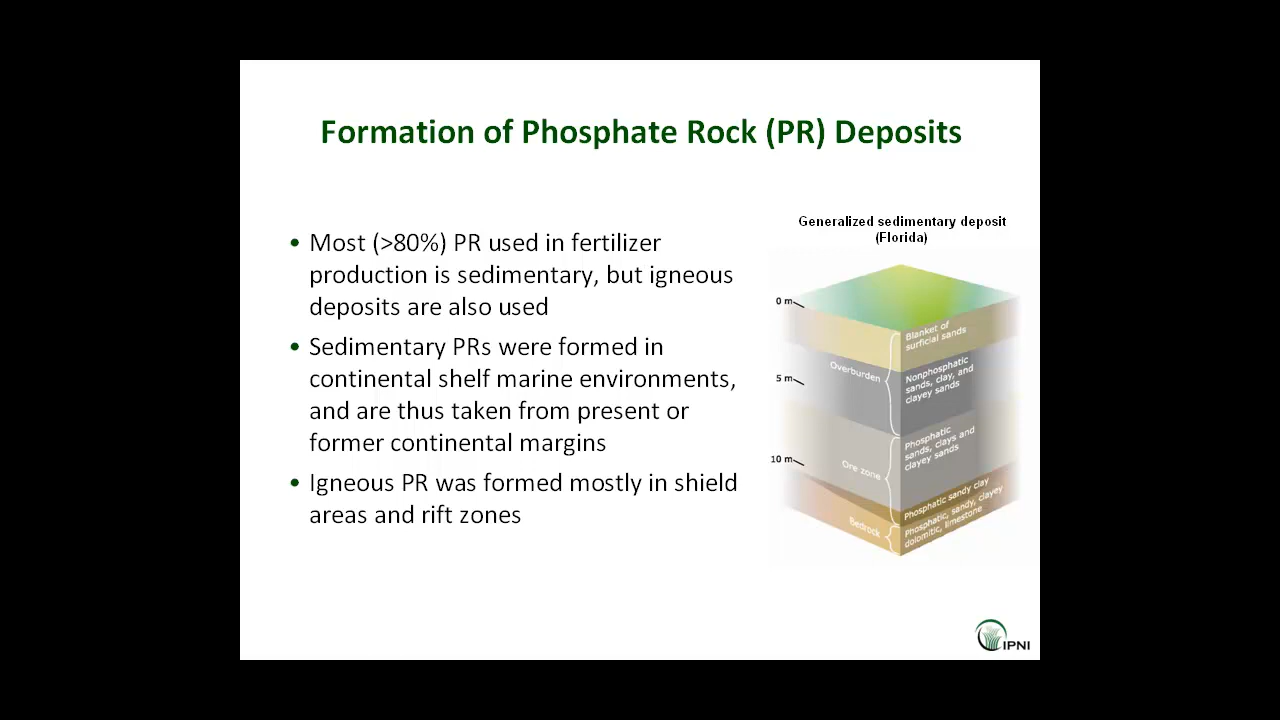 Formation of Phosphate Rock (PR) Deposits
• Most (>80%) PR used in fertilizer
production is sedimentary, but igneous
deposits are also used
• Sedimentary PRs were formed in
continental shelf marine environments,
and are thus taken from present or
former continental margins
• Igneous PR was formed mostly in shield
areas and rift zones
Generalized sedimentary deposit
(Florida)
0 m
5 m
10 m
Overburden
Blanket of
surficial sands
Nonphosphatic
sands, clay, and
clayey sands
Ore zone
Phosphatic
sands, clays and
clayey sands
Phosphatic sandy clay
Bedrock
Phosphatic, sandy, clayey
dolomitic, limestone
IPNI